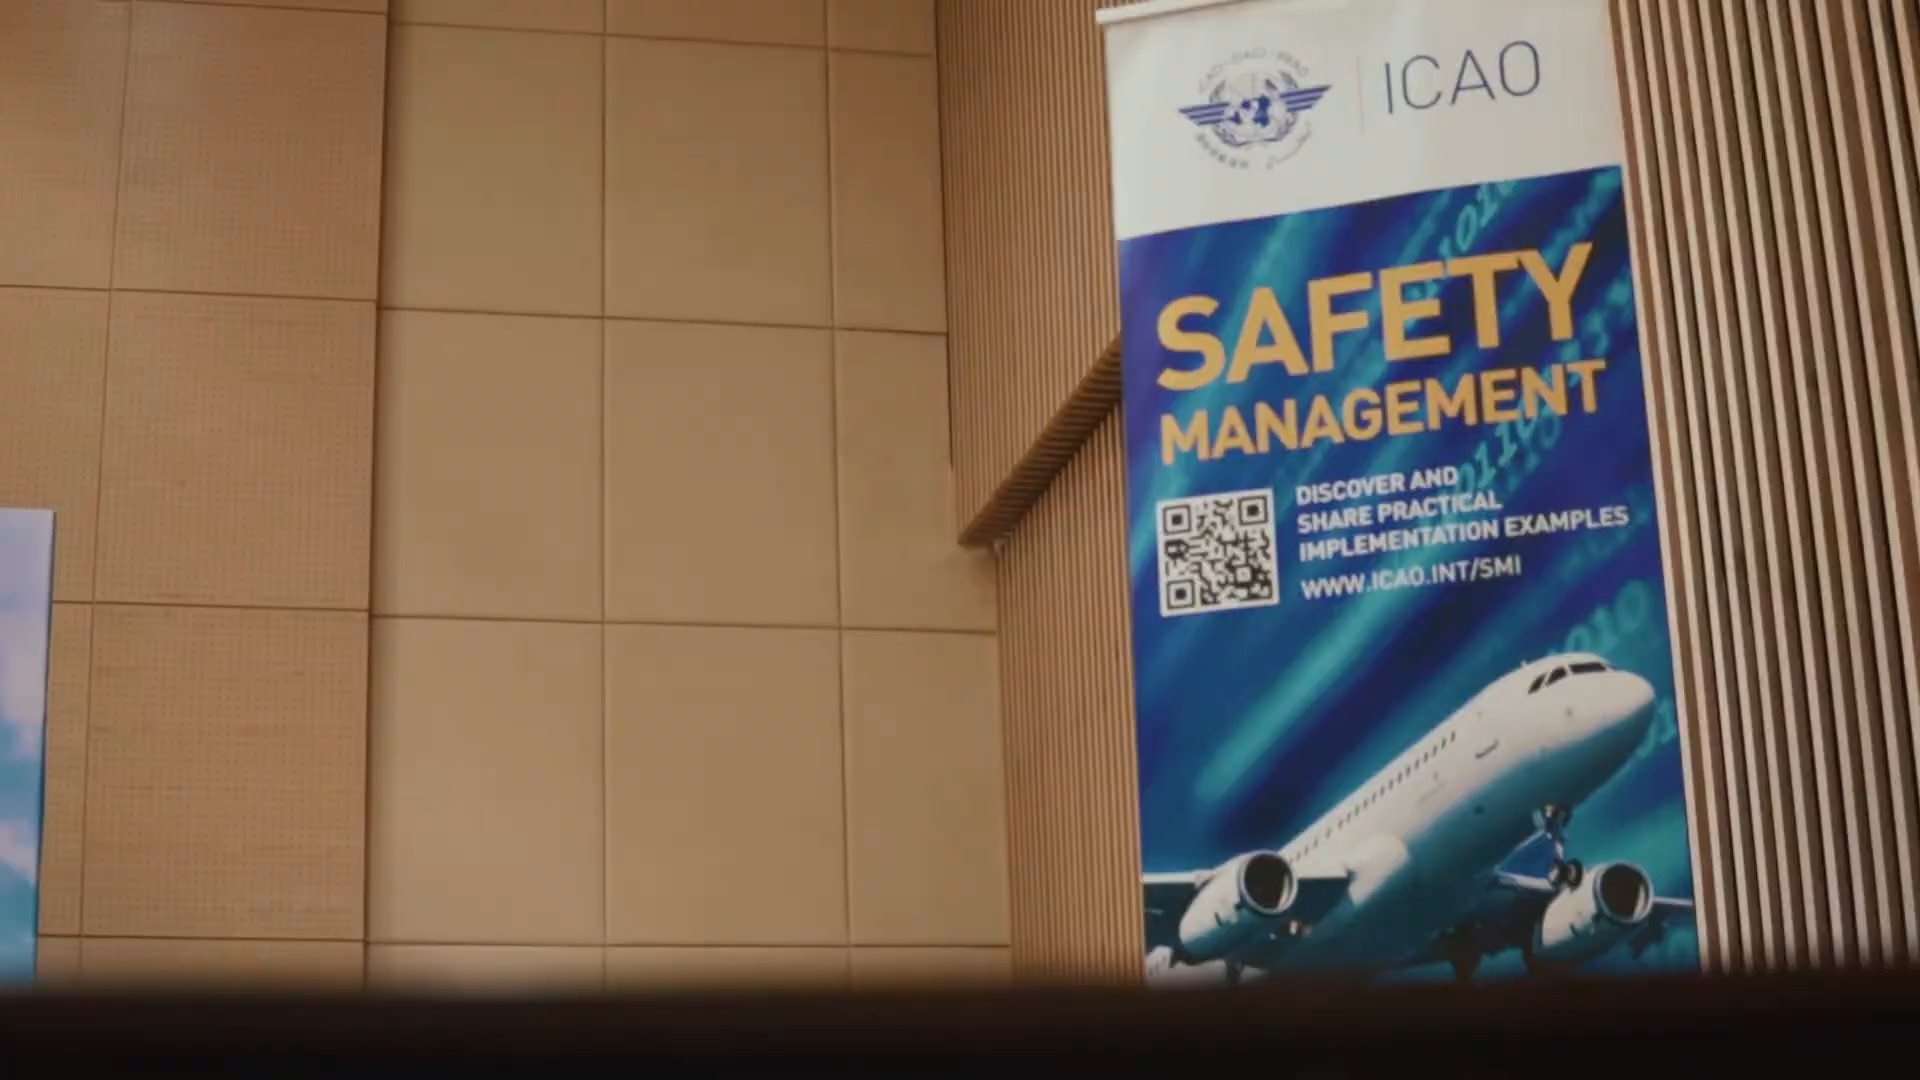 ICAO
SAFETY
MANAGEMENT
DISCOVER AND
SHARE PRACTICAL
IMPLEMENTATION EXAMPLES
WWW.ICAO.INT/SMI